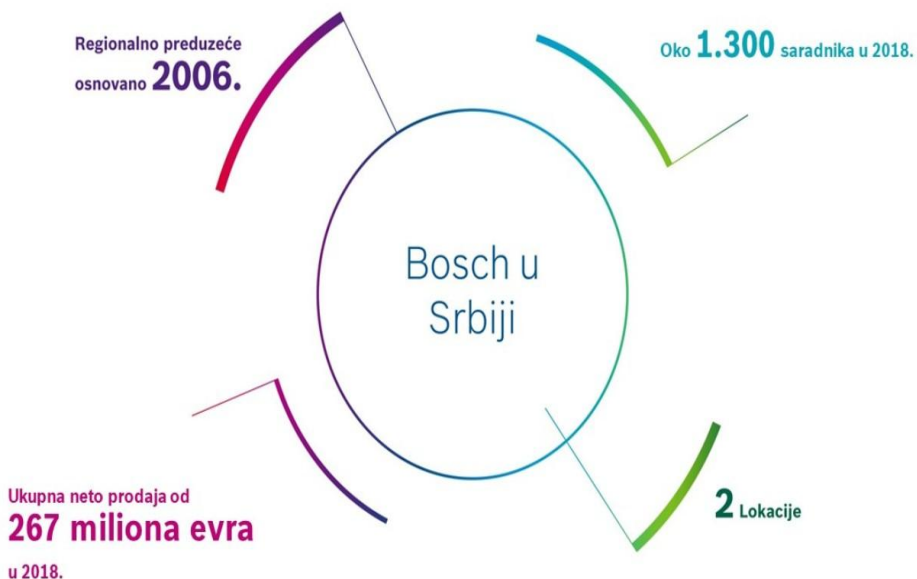 Regionalno preduzeće
osnovano 2006.
Oko 1.300 saradnika u 2018.
Bosch u
Srbiji
Ukupna neto prodaja od
267 miliona evra
u 2018.
2 Lokacije